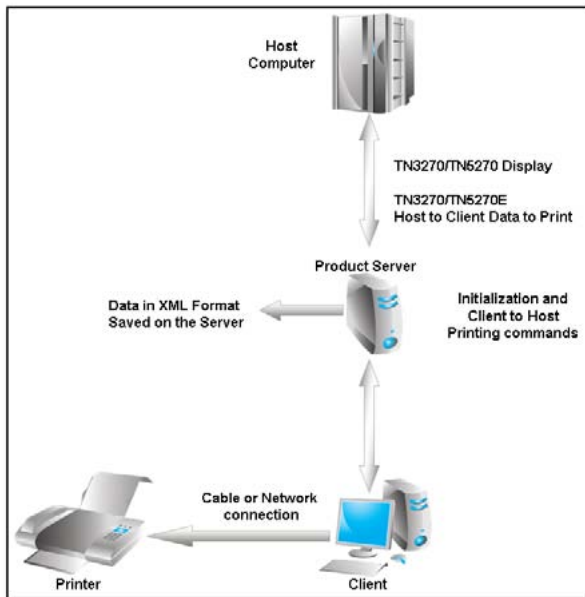 Host
Computer
TN3270/TN5270 Display
TN3270/TN5270E
Host to Client Data to Print
Product Server
Data in XML Format
Saved on the Server
Initialization and
Client to Host
Printing commands
Cable or Network
connection
Printer
Client